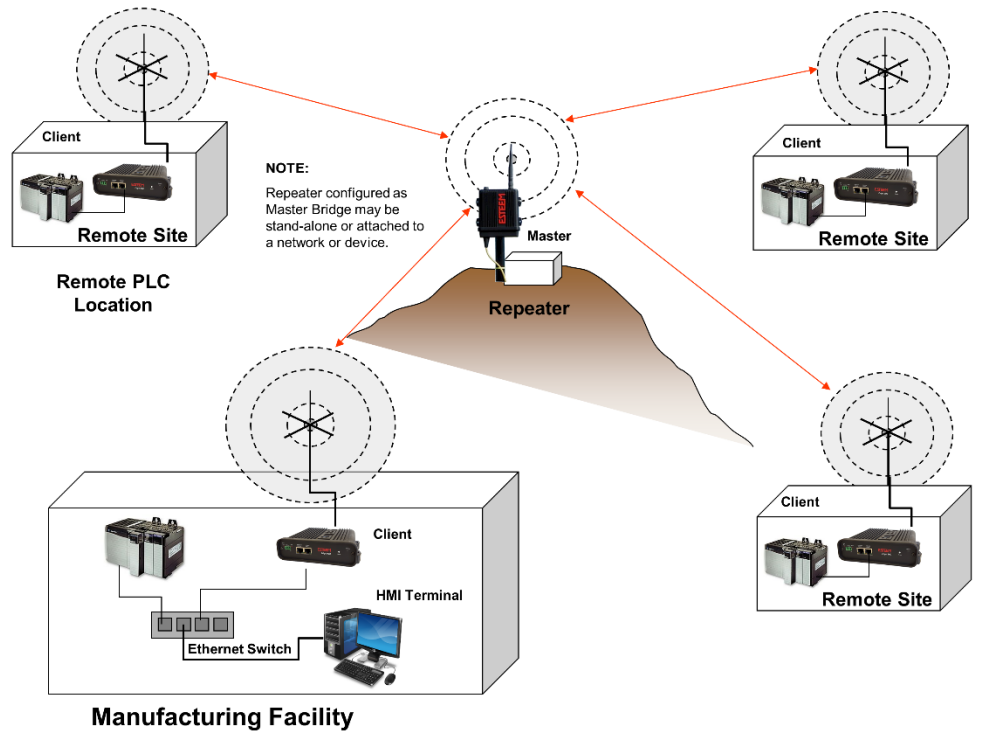 Client
Remote Site
Remote PLC
Location
NOTE:
Repeater configured as
Master Bridge may be
stand-alone or attached to
a network or device.
ESTEEM
Master
Repeater
Client
Remote Site
Client
Remote Site
Client
HMI Terminal
Ethernet Switch
Manufacturing Facility